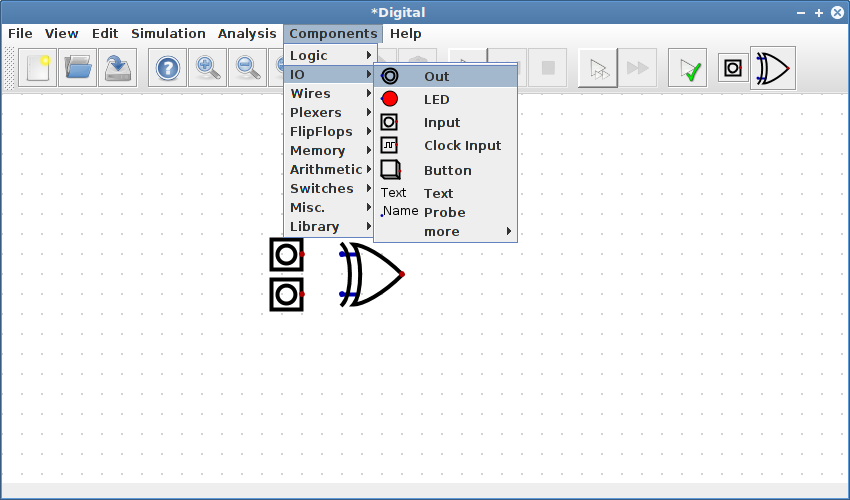 *Digital
File View Edit Simulation Analysis Components Help
Logic
IO
Wires
Plexers
FlipFlops
Memory
Arithmetic
Switches
Misc.
Library
Out
LED
Input
Clock Input
Button
Text Text
Name Probe
more